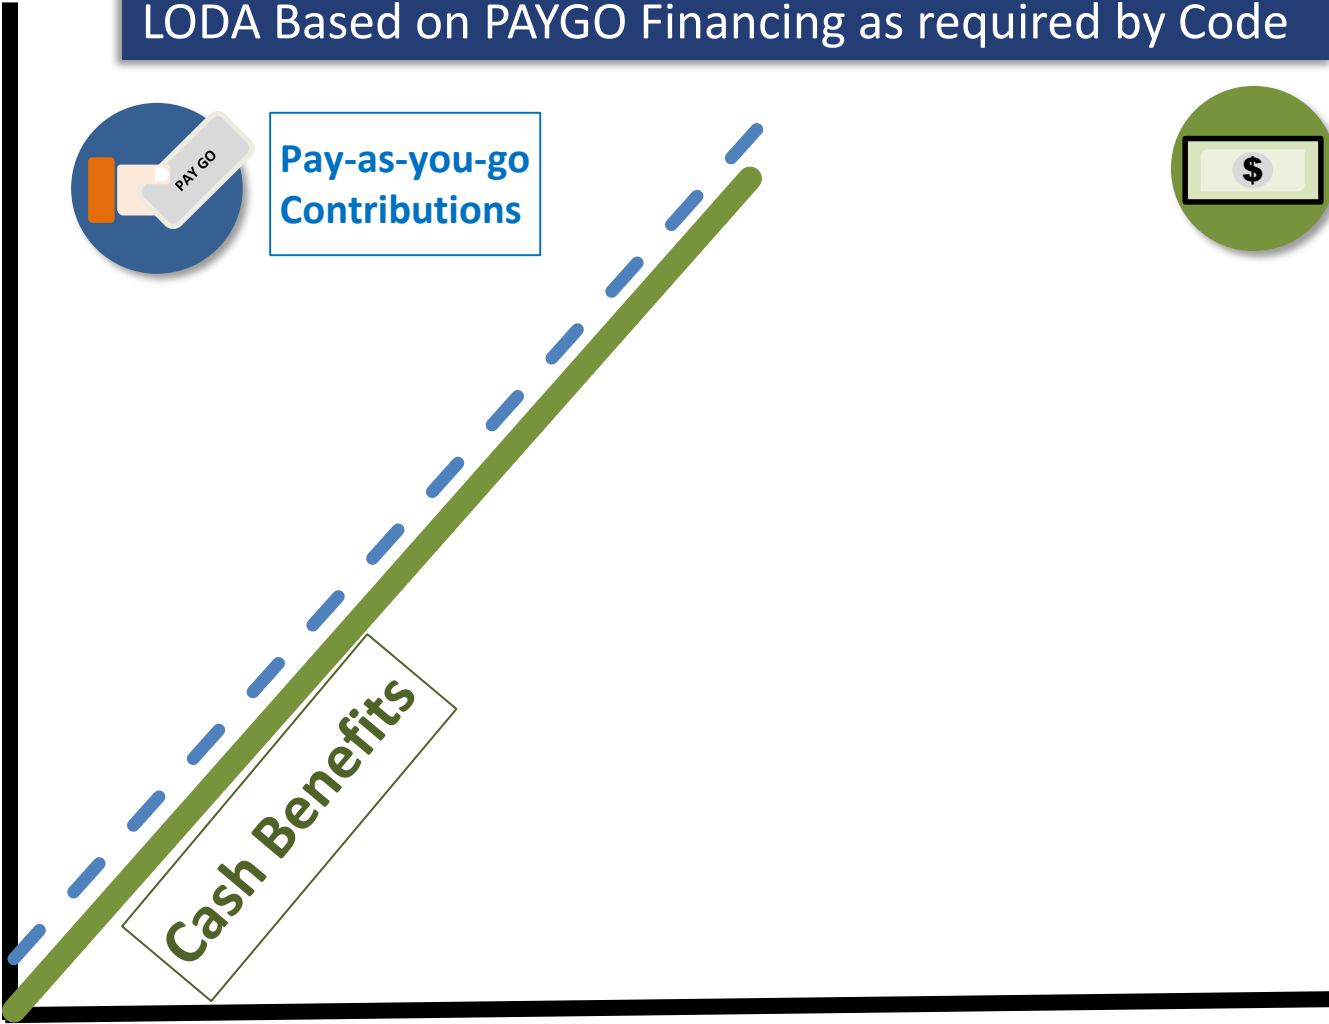 LODA Based on PAYGO Financing as required by Code
PAY GO
Pay-as-you-go
Contributions
$
Cash Benefits